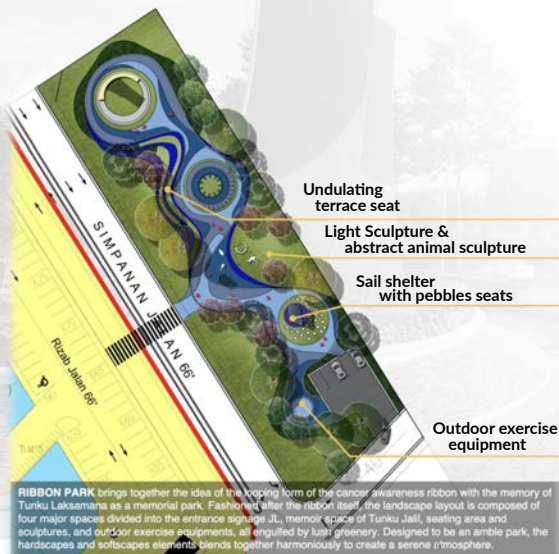 Undulating
terrace seat
Light Sculpture &
abstract animal sculpture
Sail shelter
with pebbles seats
SIMPANAN JALAN 66'
Rizab Jalan 66'
Outdoor exercise
equipment
RIBBON PARK brings together the idea of the looping form of the cancer awareness ribbon with the memory of
Tunku Laksamana as a memorial park. Fashioned after the ribbon itself, the landscape layout is composed of
four major spaces divided into the entrance signage JL, memoir space of Tunku Jalil, seating area and
sculptures, and outdoor exercise equipments, all engulfed by lush greenery. Designed to be an amble park, the
hardscapes and softscapes elements blends together harmoniously to create a serene atmosphere.